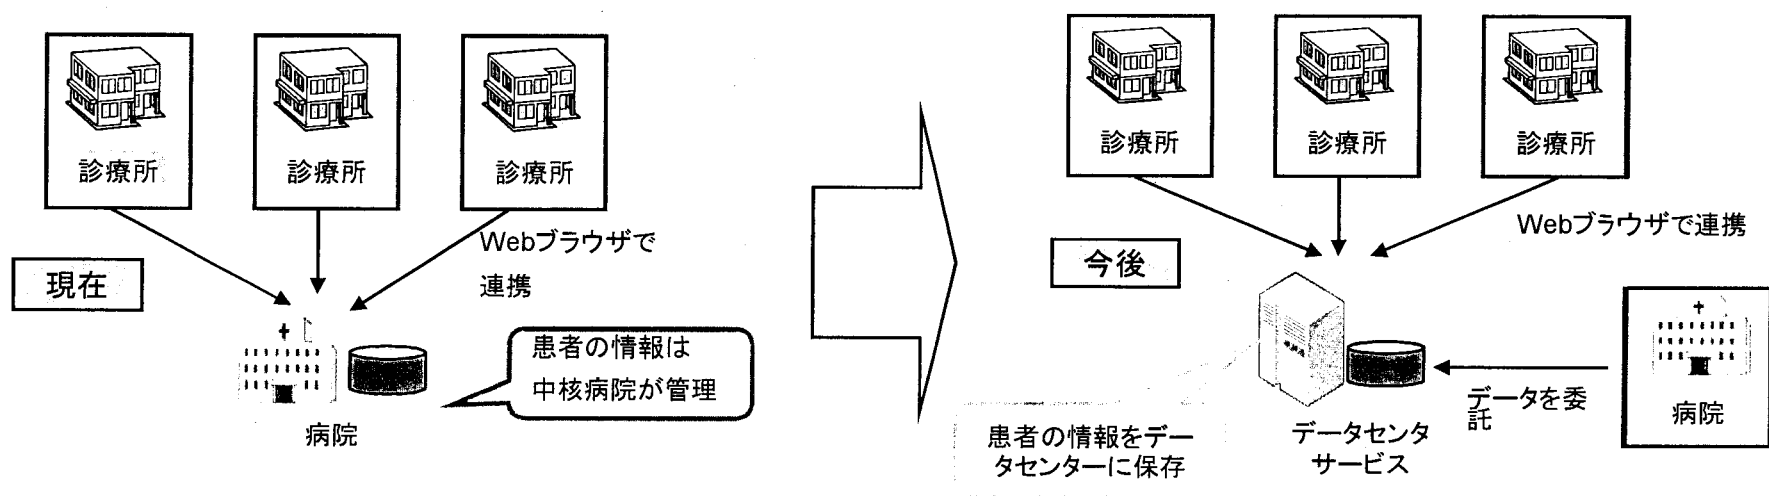 診療所
診療所
診療所
Webブラウザで
連携
現在
患者の情報は
中核病院が管理
病院
診療所
診療所
診療所
Webブラウザで連携
今後
データを委
託
病院
患者の情報をデー
タセンターに保存
データセンタ
サービス